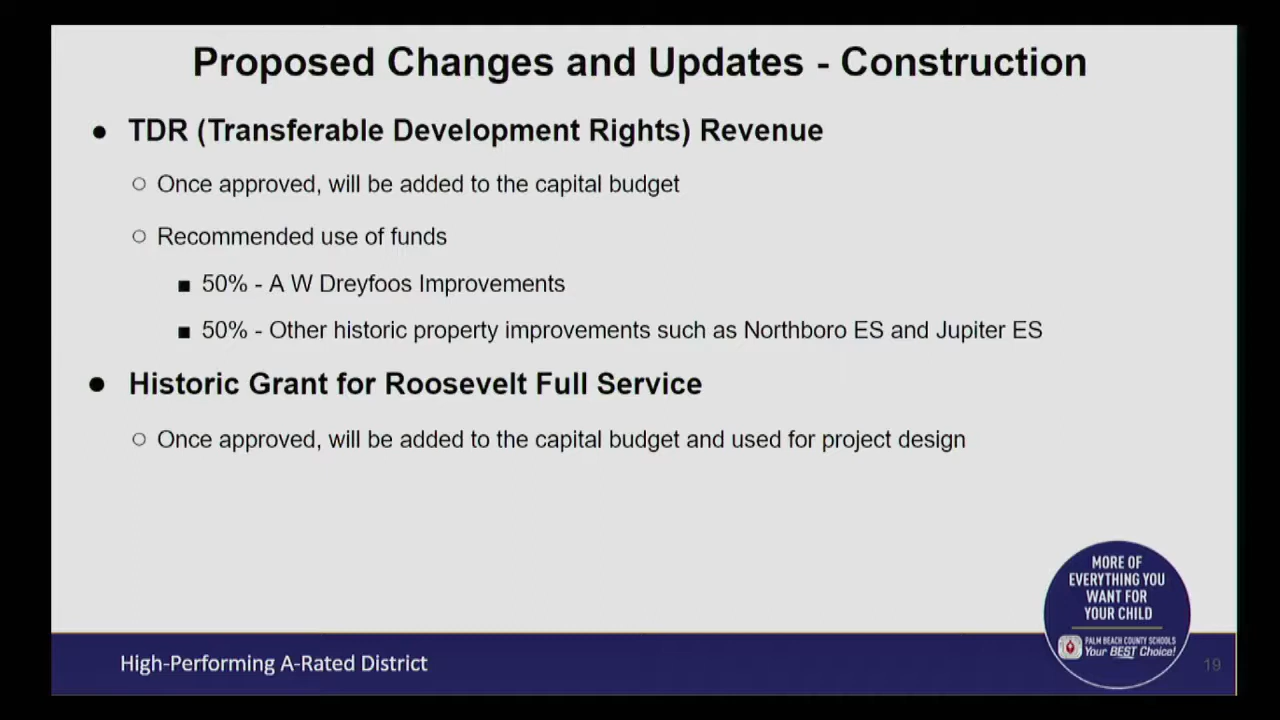 Proposed Changes and Updates - Construction
● TDR (Transferable Development Rights) Revenue
○ Once approved, will be added to the capital budget
○ Recommended use of funds
■ 50% - A W Dreyfoos Improvements
■ 50% - Other historic property improvements such as Northboro ES and Jupiter ES
● Historic Grant for Roosevelt Full Service
○ Once approved, will be added to the capital budget and used for project design
MORE OF
EVERYTHING YOU
WANT FOR
YOUR CHILD
PALM BEACH COUNTY SCHOOLS
Your BEST Choice!
High-Performing A-Rated District
19